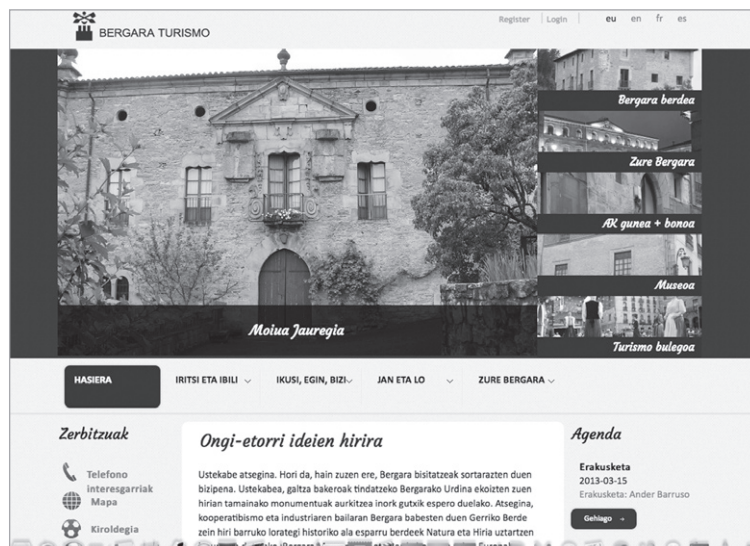 BERGARA TURISMO
Register Login eu en fr es
Bergara berdea
Zure Bergara
AK gunea + bonoa
Museoa
Turismo bulegoa
Moiua Jauregia
HASIERA IRITSI ETA IBILI IKUSI, EGIN, BIZI JAN ETA LO ZURE BERGARA
Zerbitzuak
Telefono
interesgarriak
Mapa
Kiroldegia
Ongi-etorri ideien hirira
Ustekabe atsegina. Hori da, hain zuzen ere, Bergara bisitatzeak sortarazten duen
bizipena. Ustekabea, galtza bakeroak tindatzeko Bergarako Urdina ekoizten zuen
hirian tamainako monumentuak aurkitzea inork gutxik espero duelako. Atsegina,
kooperatibismo eta industriaren bailaran Bergara babesten duen Gerriko Berde
zein hiri barruko lorategi historiko ala esparru berdeek Natura eta Hiria uztartzen
Agenda
Erakusketa
2013-03-15
Erakusketa: Ander Barruso
Gehiago →